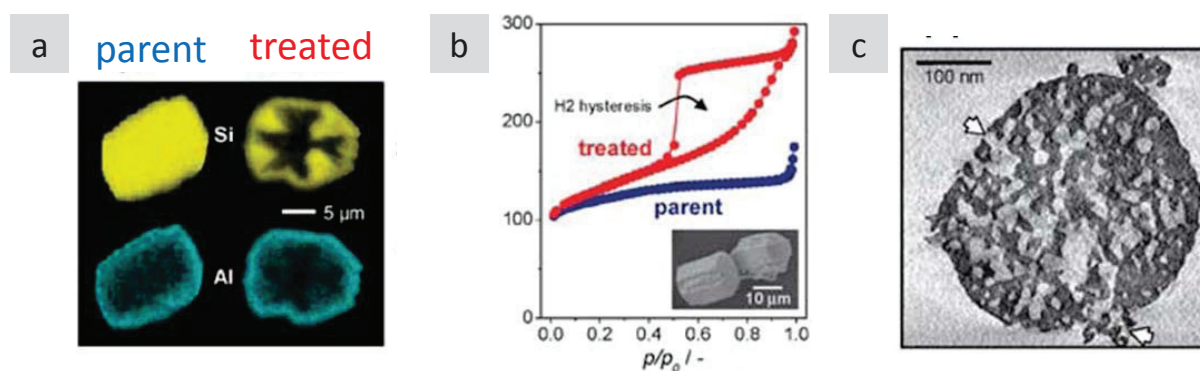 a
parent treated
Si
5 µm
Al
b
300
200
100
H2 hysteresis
treated
parent
10 µm
0.0 0.2 0.4 0.6 0.8 1.0
p/p₀ / -
c
100 nm